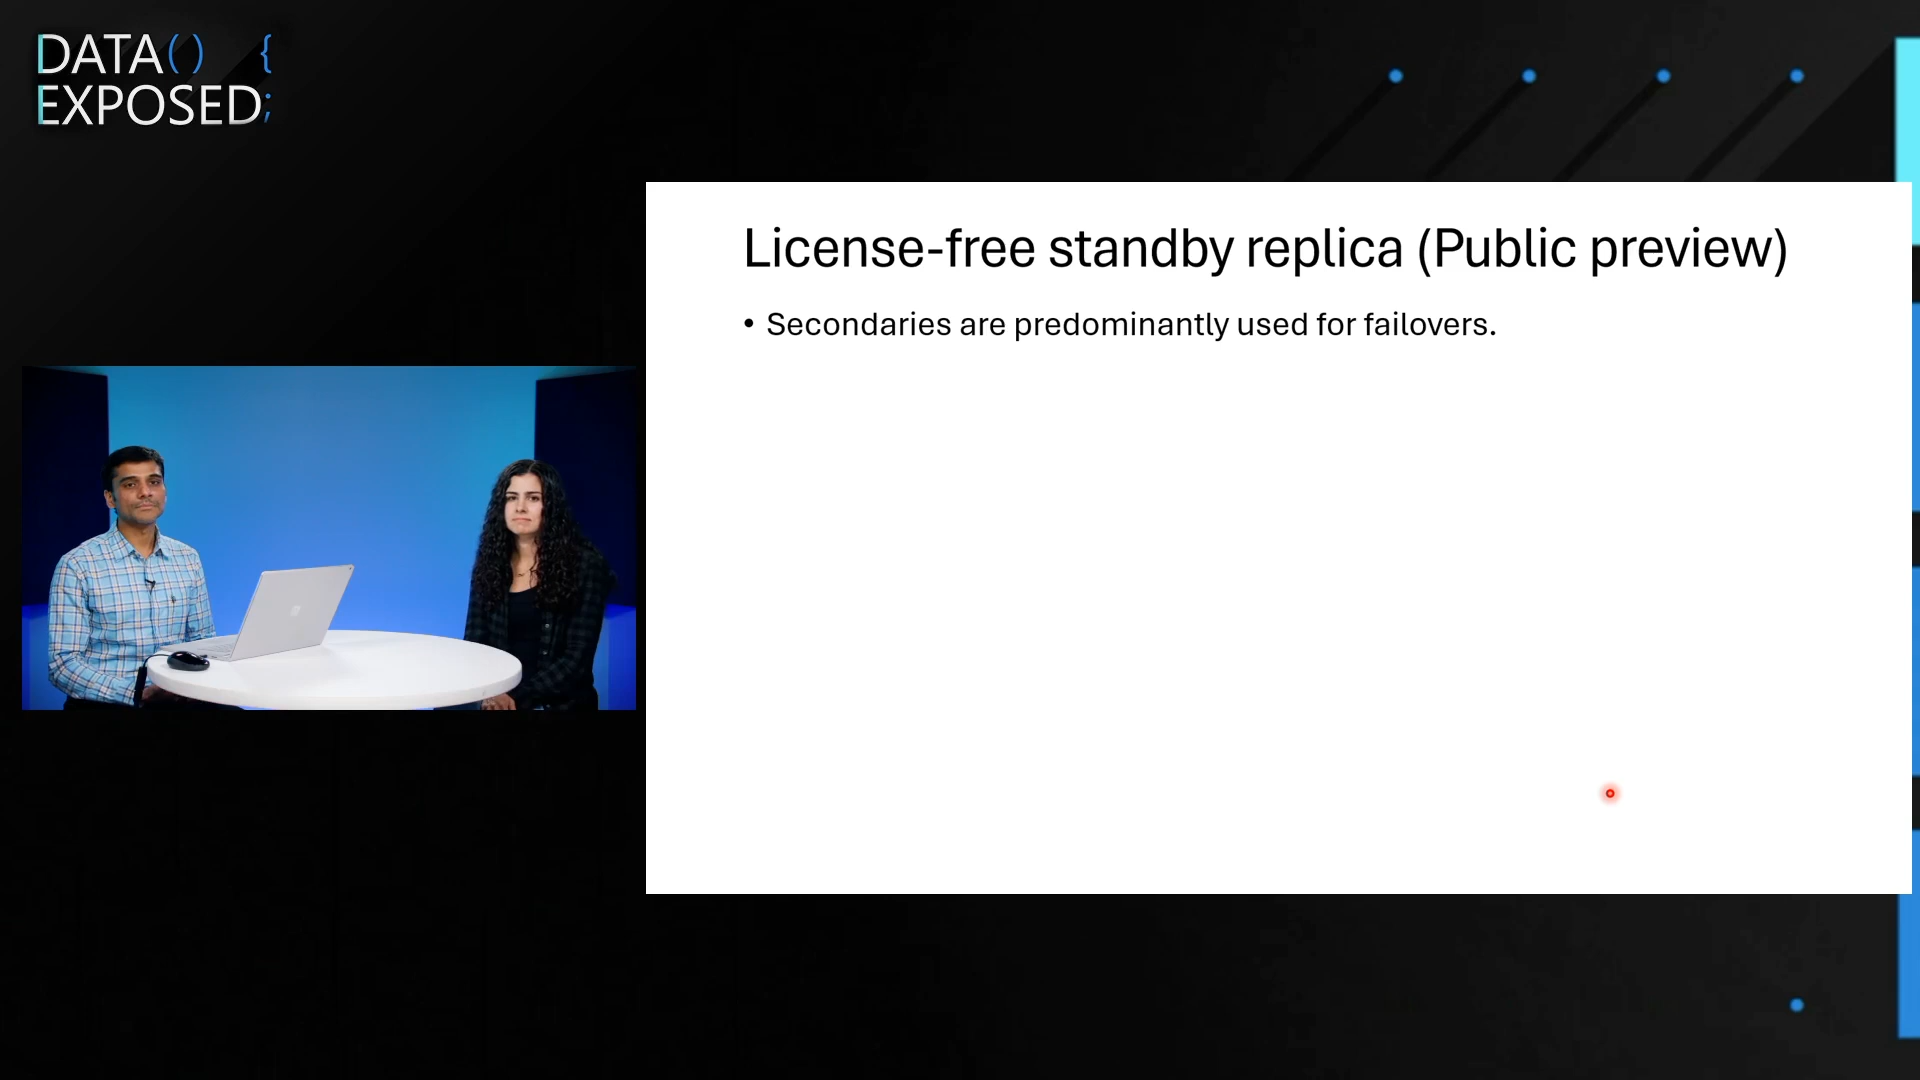 DATA() {
EXPOSED;
License-free standby replica (Public preview)
• Secondaries are predominantly used for failovers.